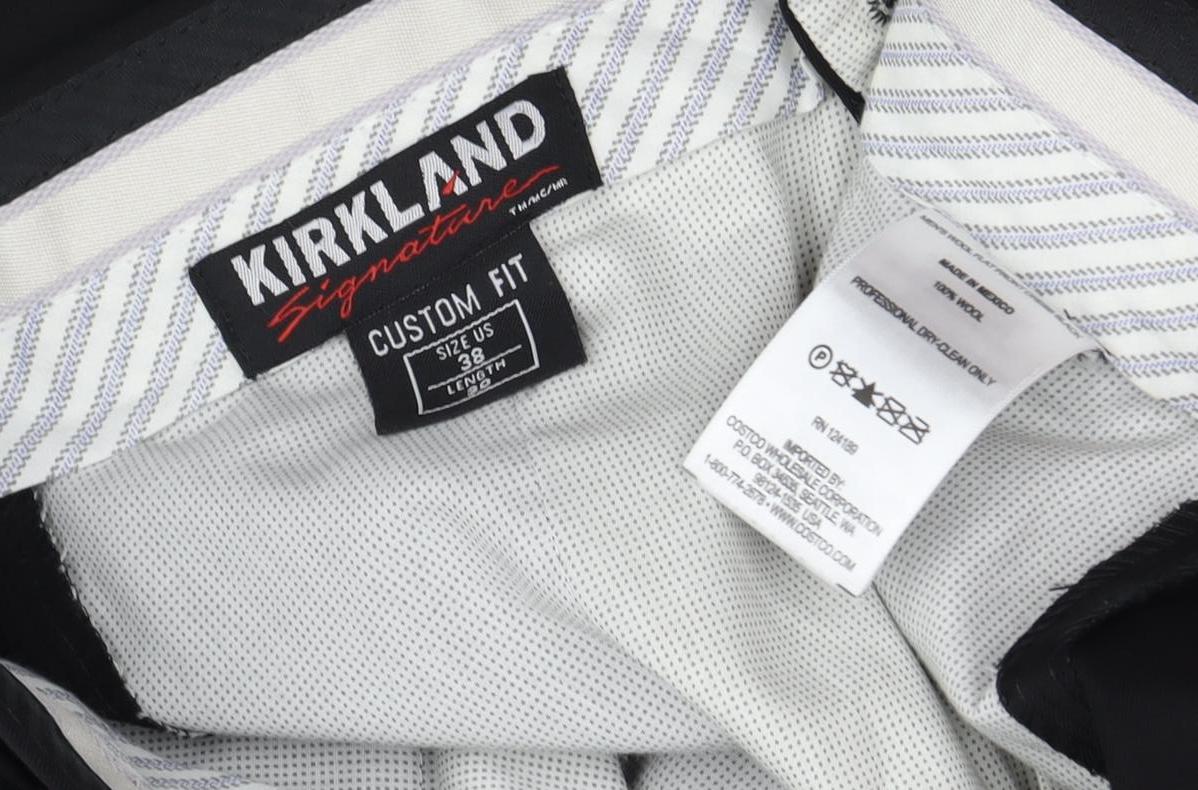 KIRKLAND
Signature
TM/MC/MR
CUSTOM FIT
SIZE US
38
LENGTH
MADE IN MEXICO
100% WOOL
PROFESSIONAL DRY-CLEAN ONLY
P
RN 124189
IMPORTED BY:
COSTCO WHOLESALE CORPORATION
P.O. BOX 34535, SEATTLE, WA
98124-1535 USA
1-800-774-2678 • WWW.COSTCO.COM